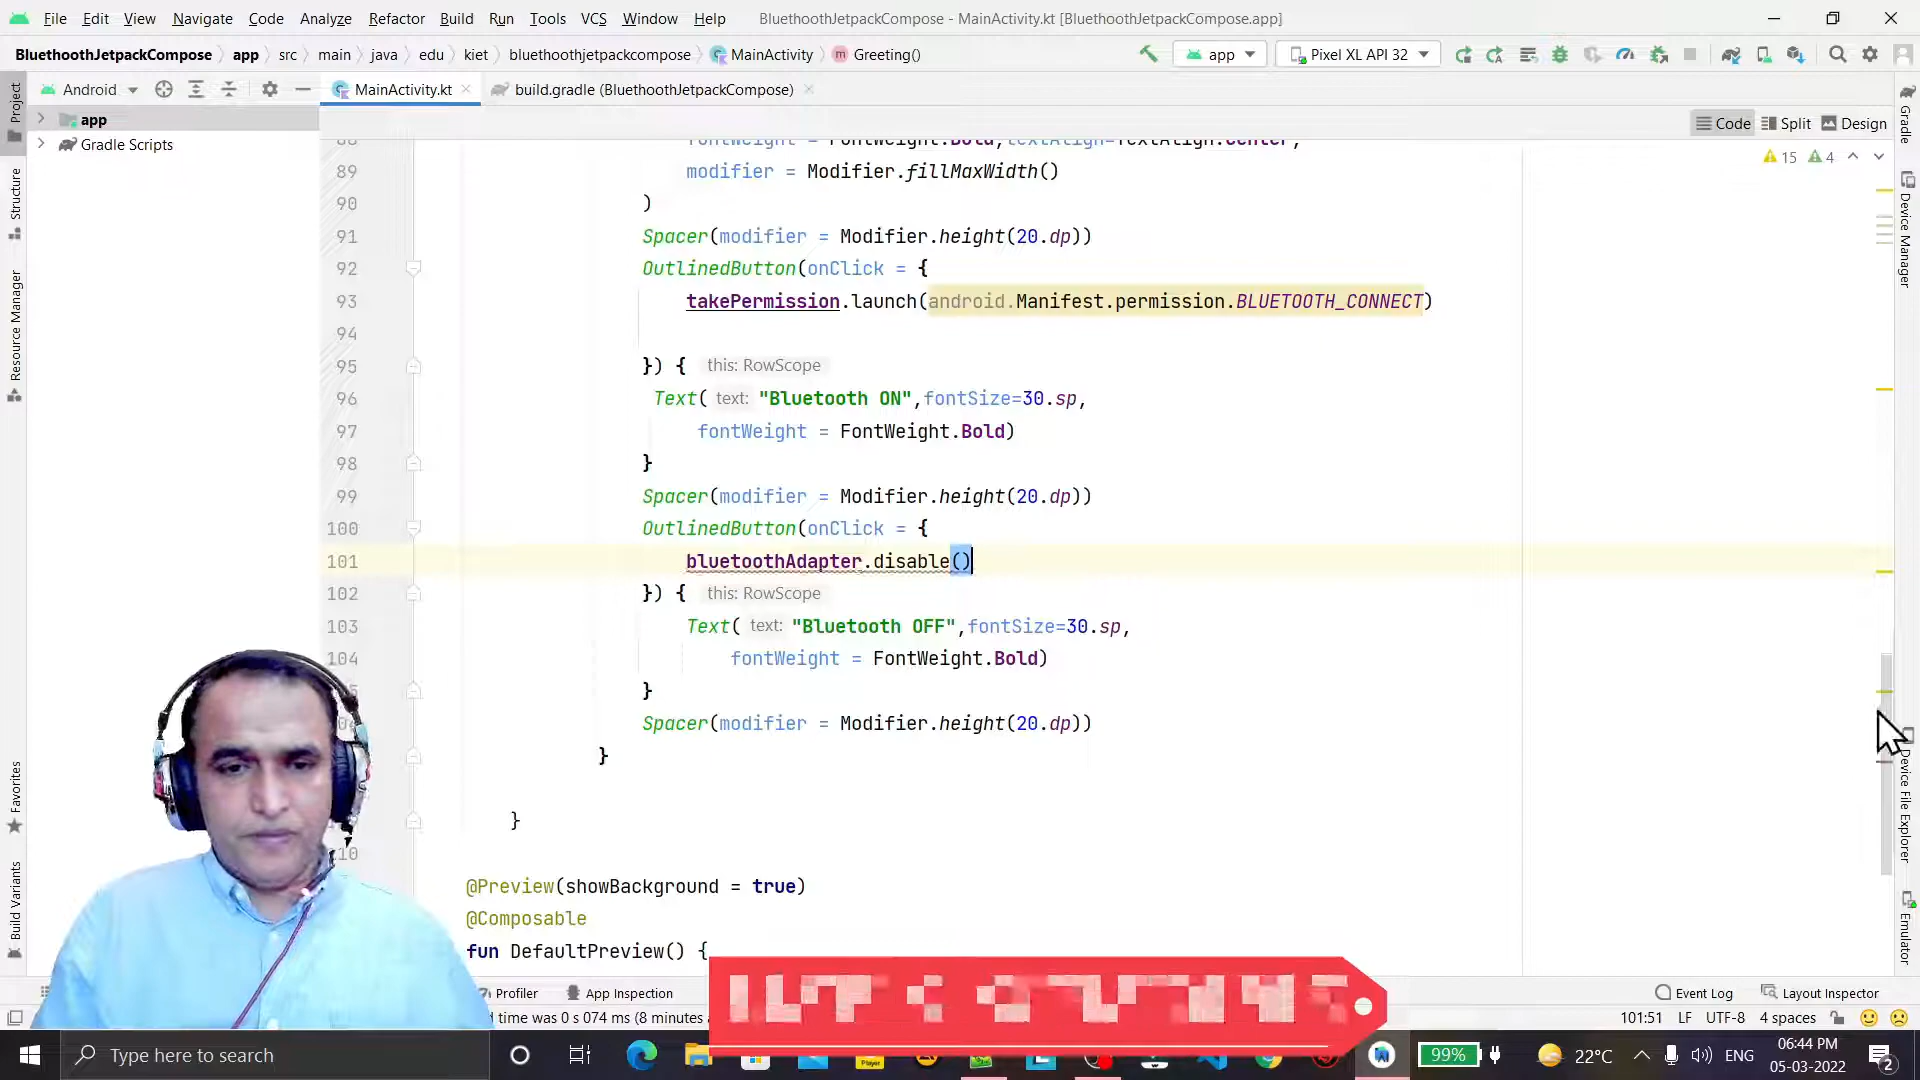 File Edit View Navigate Code Analyze Refactor Build Run Tools VCS Window Help BluethoothJetpackCompose - MainActivity.kt [BluethoothJetpackCompose.app]
BluethoothJetpackCompose app src main java edu kiet bluethoothjetpackcompose MainActivity m Greeting() app Pixel XL API 32
Android MainActivity.kt build.gradle (BluethoothJetpackCompose)
app
Gradle Scripts
Code Split Design
15 4
Project
Structure
Resource Manager
Favorites
Build Variants
Gradle
Device Manager
Device File Explorer
Emulator
89 modifier = Modifier.fillMaxWidth()
90 )
91 Spacer(modifier = Modifier.height(20.dp))
92 OutlinedButton(onClick = {
93 takePermission.launch(android.Manifest.permission.BLUETOOTH_CONNECT)
94
95 }) { this: RowScope
96 Text( text: "Bluetooth ON",fontSize=30.sp,
97 fontWeight = FontWeight.Bold)
98 }
99 Spacer(modifier = Modifier.height(20.dp))
100 OutlinedButton(onClick = {
101 bluetoothAdapter.disable()
102 }) { this: RowScope
103 Text( text: "Bluetooth OFF",fontSize=30.sp,
104 fontWeight = FontWeight.Bold)
}
Spacer(modifier = Modifier.height(20.dp))
}
}
@Preview(showBackground = true)
@Composable
fun DefaultPreview() {
Profiler App Inspection Event Log Layout Inspector
time was 0 s 074 ms (8 minutes 101:51 LF UTF-8 4 spaces
Type here to search
99% 22°C ENG 06:44 PM
05-03-2022
2